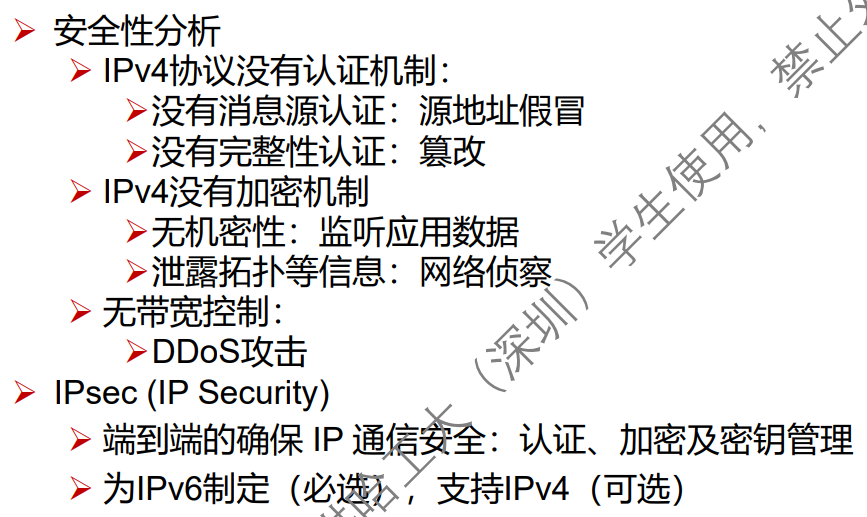 安全性分析
IPv4协议没有认证机制：
没有消息源认证：源地址假冒
没有完整性认证：篡改
IPv4没有加密机制
无机密性：监听应用数据
泄露拓扑等信息：网络侦察
无带宽控制：
DDoS攻击
IPsec (IP Security)
端到端的确保 IP 通信安全：认证、加密及密钥管理
为IPv6制定（必选），支持IPv4（可选）
哈工大（深圳）学生使用，禁止